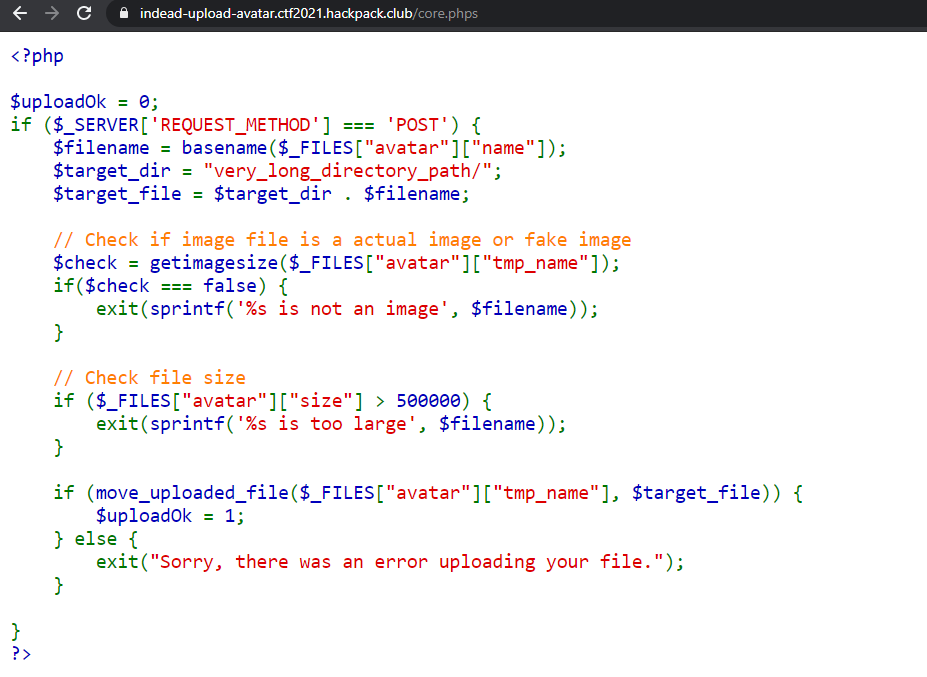 indead-upload-avatar.ctf2021.hackpack.club/core.phps
<?php
$uploadOk = 0;
if ($_SERVER['REQUEST_METHOD'] === 'POST') {
    $filename = basename($_FILES["avatar"]["name"]);
    $target_dir = "very_long_directory_path/";
    $target_file = $target_dir . $filename;
    // Check if image file is a actual image or fake image
    $check = getimagesize($_FILES["avatar"]["tmp_name"]);
    if($check === false) {
        exit(sprintf('%s is not an image', $filename));
    }
    // Check file size
    if ($_FILES["avatar"]["size"] > 500000) {
        exit(sprintf('%s is too large', $filename));
    }
    if (move_uploaded_file($_FILES["avatar"]["tmp_name"], $target_file)) {
        $uploadOk = 1;
    } else {
        exit("Sorry, there was an error uploading your file.");
    }
}
?>